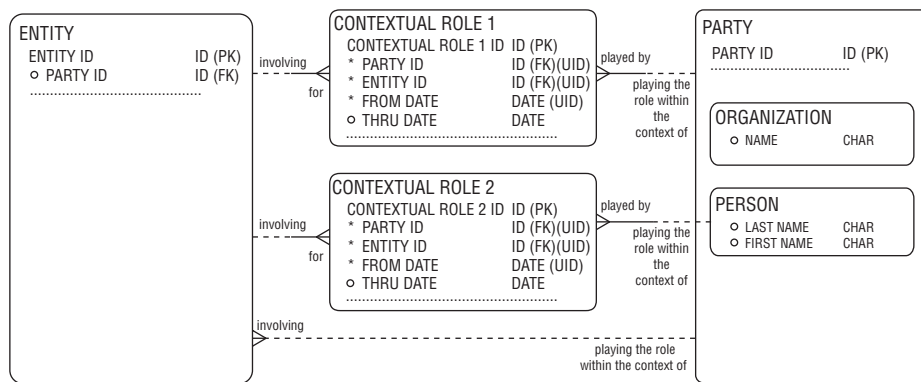 ENTITY
ENTITY ID ID (PK)
PARTY ID ID (FK)
involving
for
CONTEXTUAL ROLE 1
CONTEXTUAL ROLE 1 ID ID (PK)
* PARTY ID ID (FK)(UID)
* ENTITY ID ID (FK)(UID)
* FROM DATE DATE (UID)
THRU DATE DATE
played by
playing the
role within
the
context of
PARTY
PARTY ID ID (PK)
ORGANIZATION
NAME CHAR
PERSON
LAST NAME CHAR
FIRST NAME CHAR
involving
for
CONTEXTUAL ROLE 2
CONTEXTUAL ROLE 2 ID ID (PK)
* PARTY ID ID (FK)(UID)
* ENTITY ID ID (FK)(UID)
* FROM DATE DATE (UID)
THRU DATE DATE
played by
playing the
role within
the
context of
involving
playing the role
within the context of